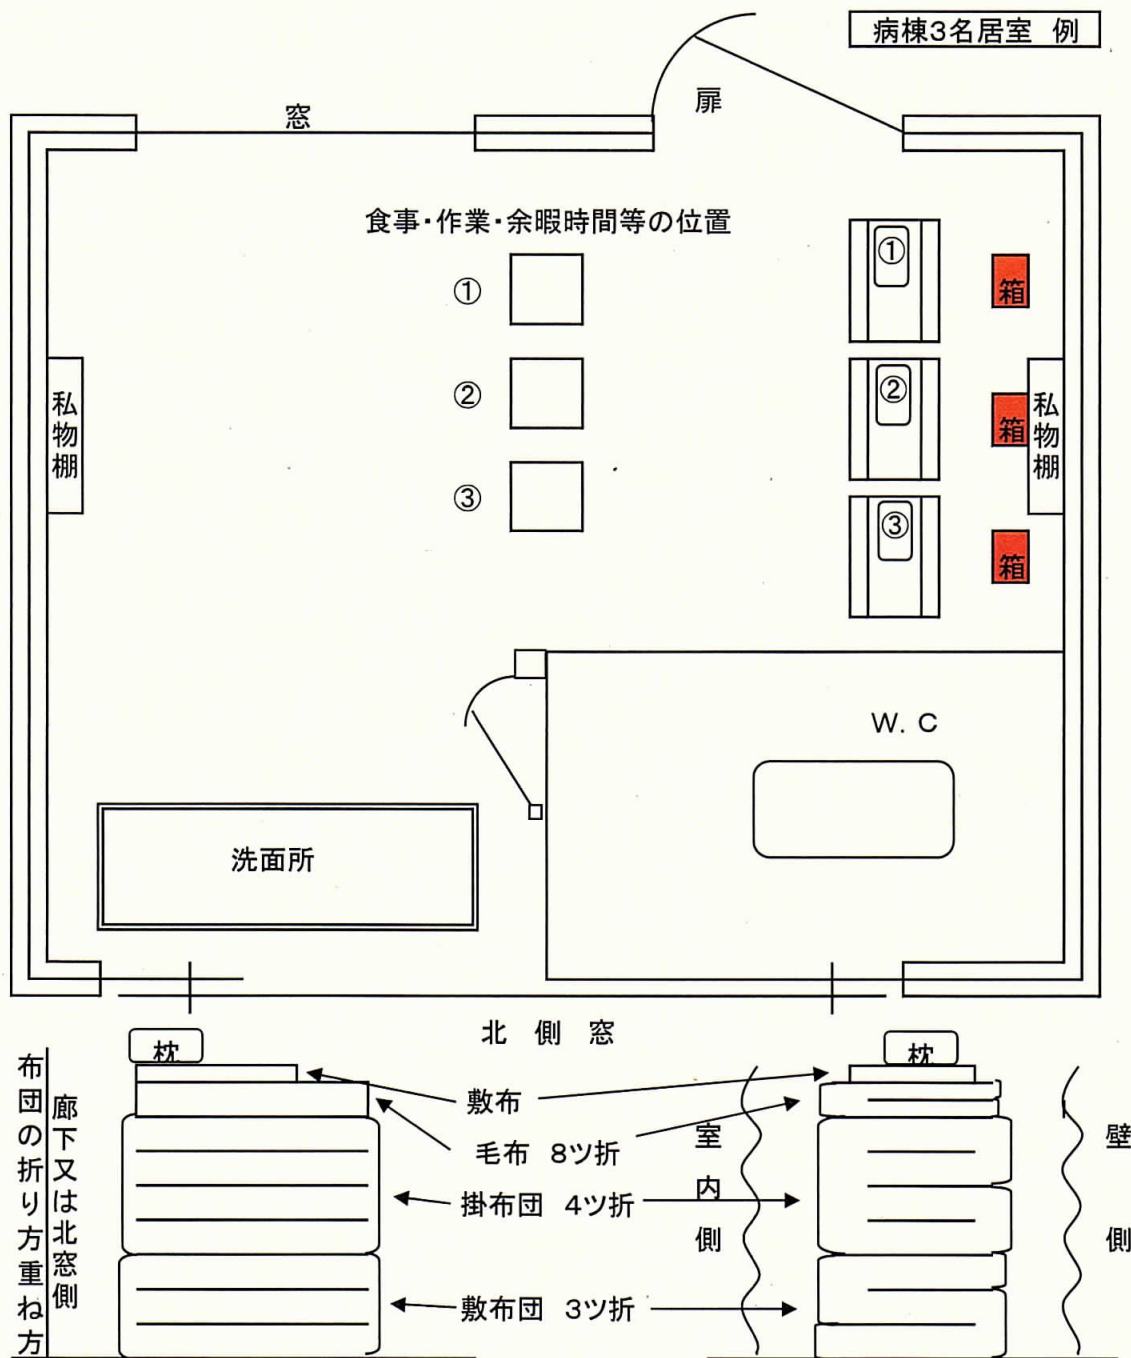 病棟3名居室 例
窓
扉
食事・作業・余暇時間等の位置
①
②
③
①
②
③
箱
箱
箱
私物棚
私物棚
W.C
洗面所
北側窓
布団の折り方重ね方
廊下又は北窓側
枕
枕
敷布
毛布 8ツ折
掛布団 4ツ折
敷布団 3ツ折
室内側
壁側